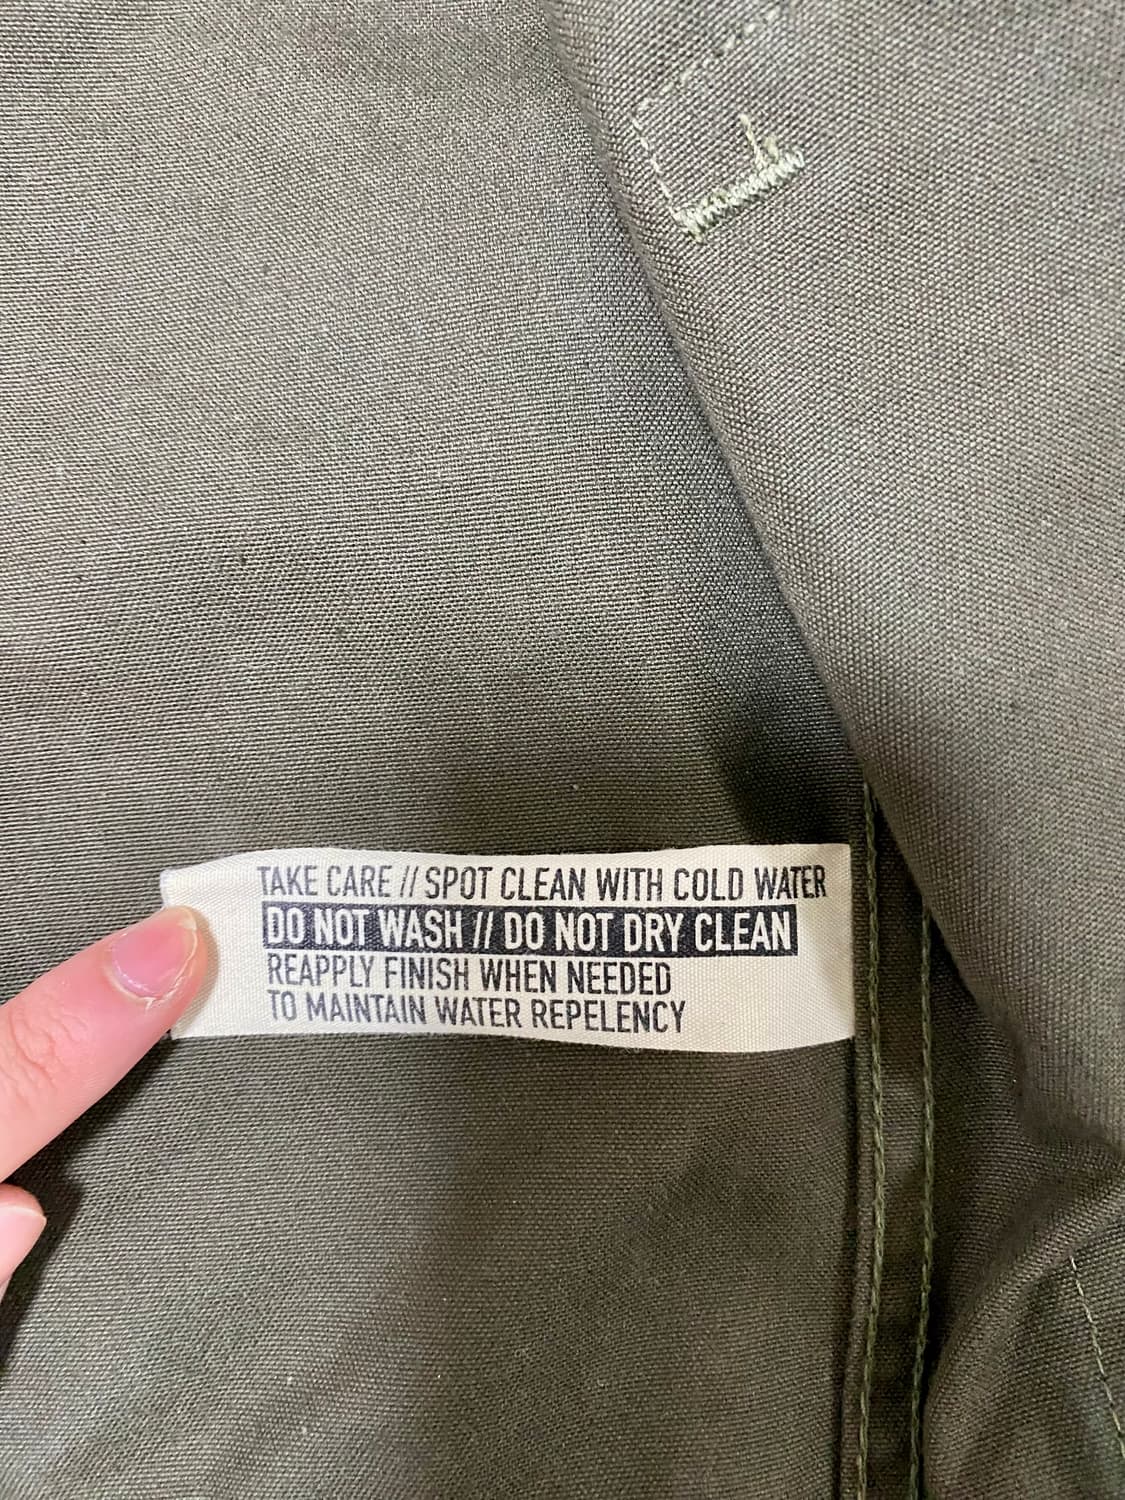 TAKE CARE // SPOT CLEAN WITH COLD WATER
DO NOT WASH // DO NOT DRY CLEAN
REAPPLY FINISH WHEN NEEDED
TO MAINTAIN WATER REPELENCY